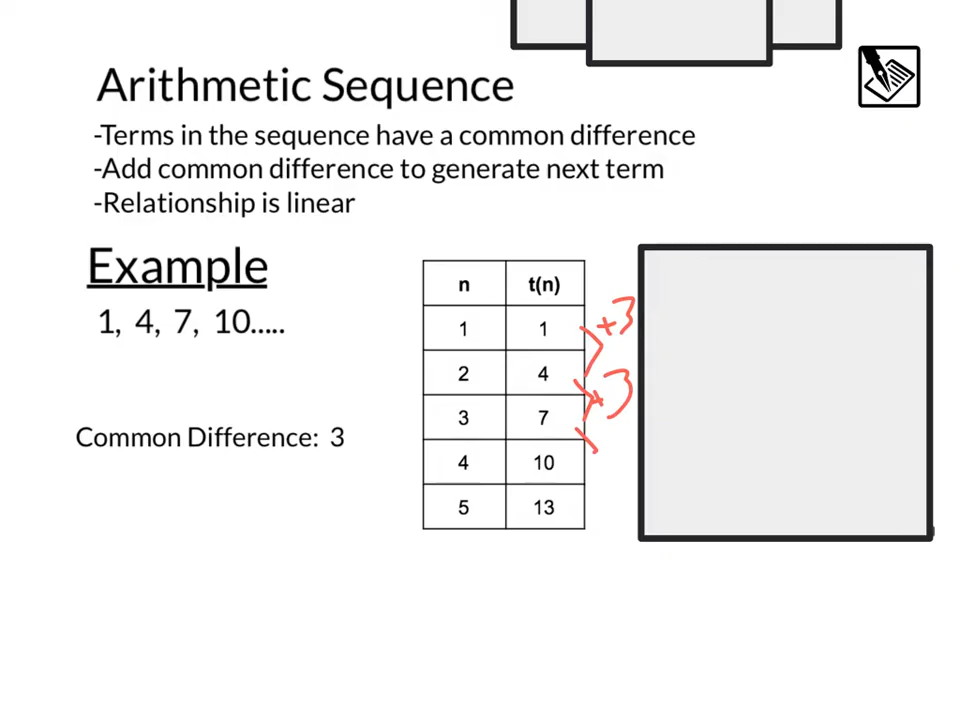 Arithmetic Sequence
-Terms in the sequence have a common difference
-Add common difference to generate next term
-Relationship is linear
Example
1, 4, 7, 10.....
Common Difference: 3
n t(n)
1 1
2 4
3 7
4 10
5 13
+3
+3